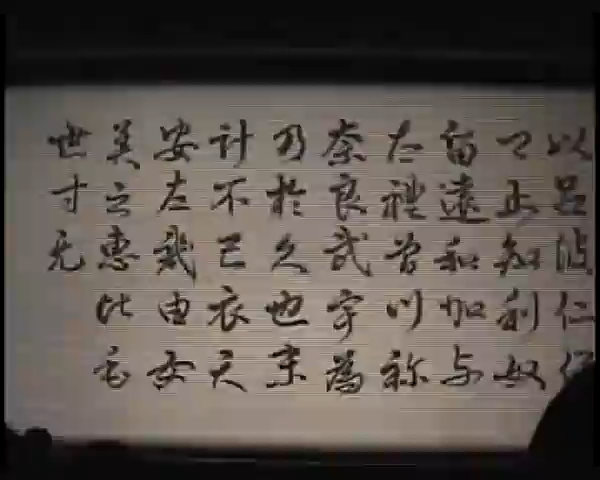 以呂波仁
止知利奴
留遠和加与
太禮曽川祢
奈良武宇為
乃於久也末
計不己衣天
安左幾由女
美之恵比毛
世寸无